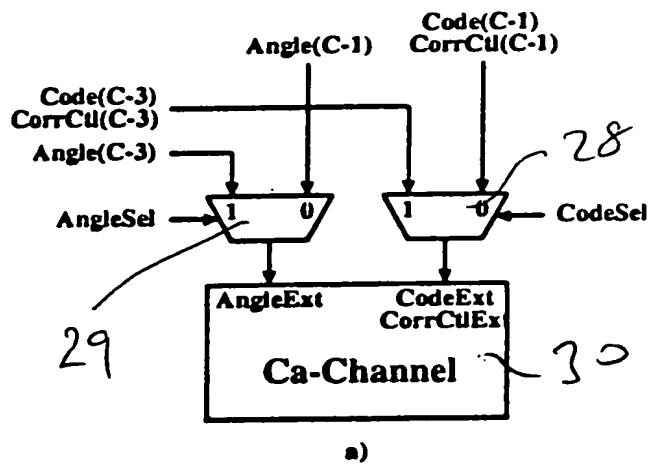 Code(C-1)
Angle(C-1) CorrCtl(C-1)
Code(C-3)
CorrCtl(C-3)
Angle(C-3)
28
1 0 1 0
AngleSel CodeSel
AngleExt CodeExt
CorrCtlEx
29
Ca-Channel 30
a)